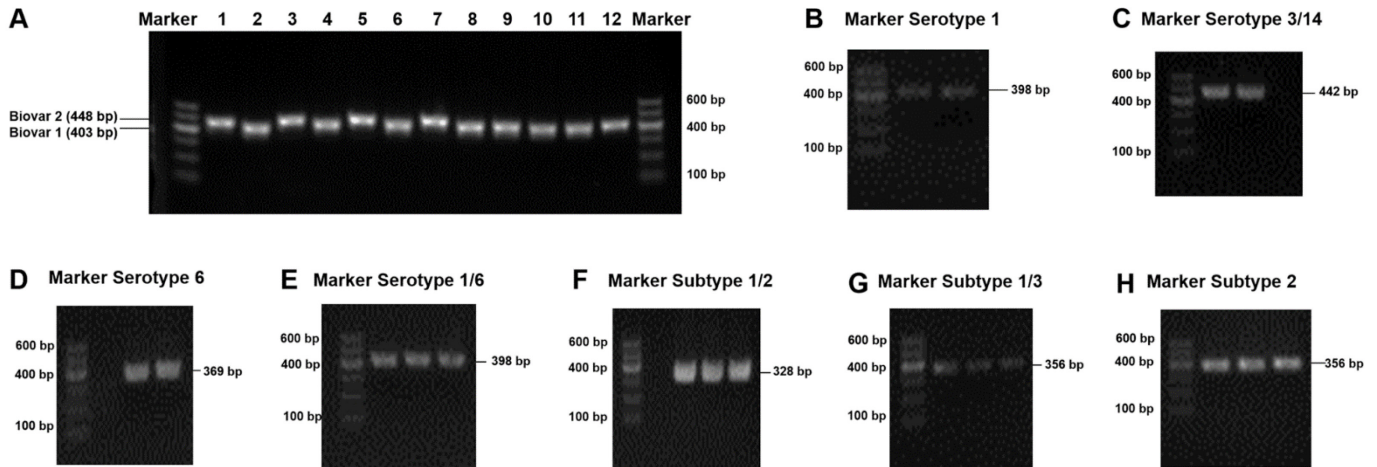 A
Marker 1 2 3 4 5 6 7 8 9 10 11 12 Marker
Biovar 2 (448 bp)
Biovar 1 (403 bp)
600 bp
400 bp
100 bp
B Marker Serotype 1
600 bp
400 bp
100 bp
398 bp
C Marker Serotype 3/14
600 bp
400 bp
100 bp
442 bp
D Marker Serotype 6
600 bp
400 bp
100 bp
369 bp
E Marker Serotype 1/6
600 bp
400 bp
100 bp
398 bp
F Marker Subtype 1/2
600 bp
400 bp
100 bp
328 bp
G Marker Subtype 1/3
600 bp
400 bp
100 bp
356 bp
H Marker Subtype 2
600 bp
400 bp
100 bp
356 bp